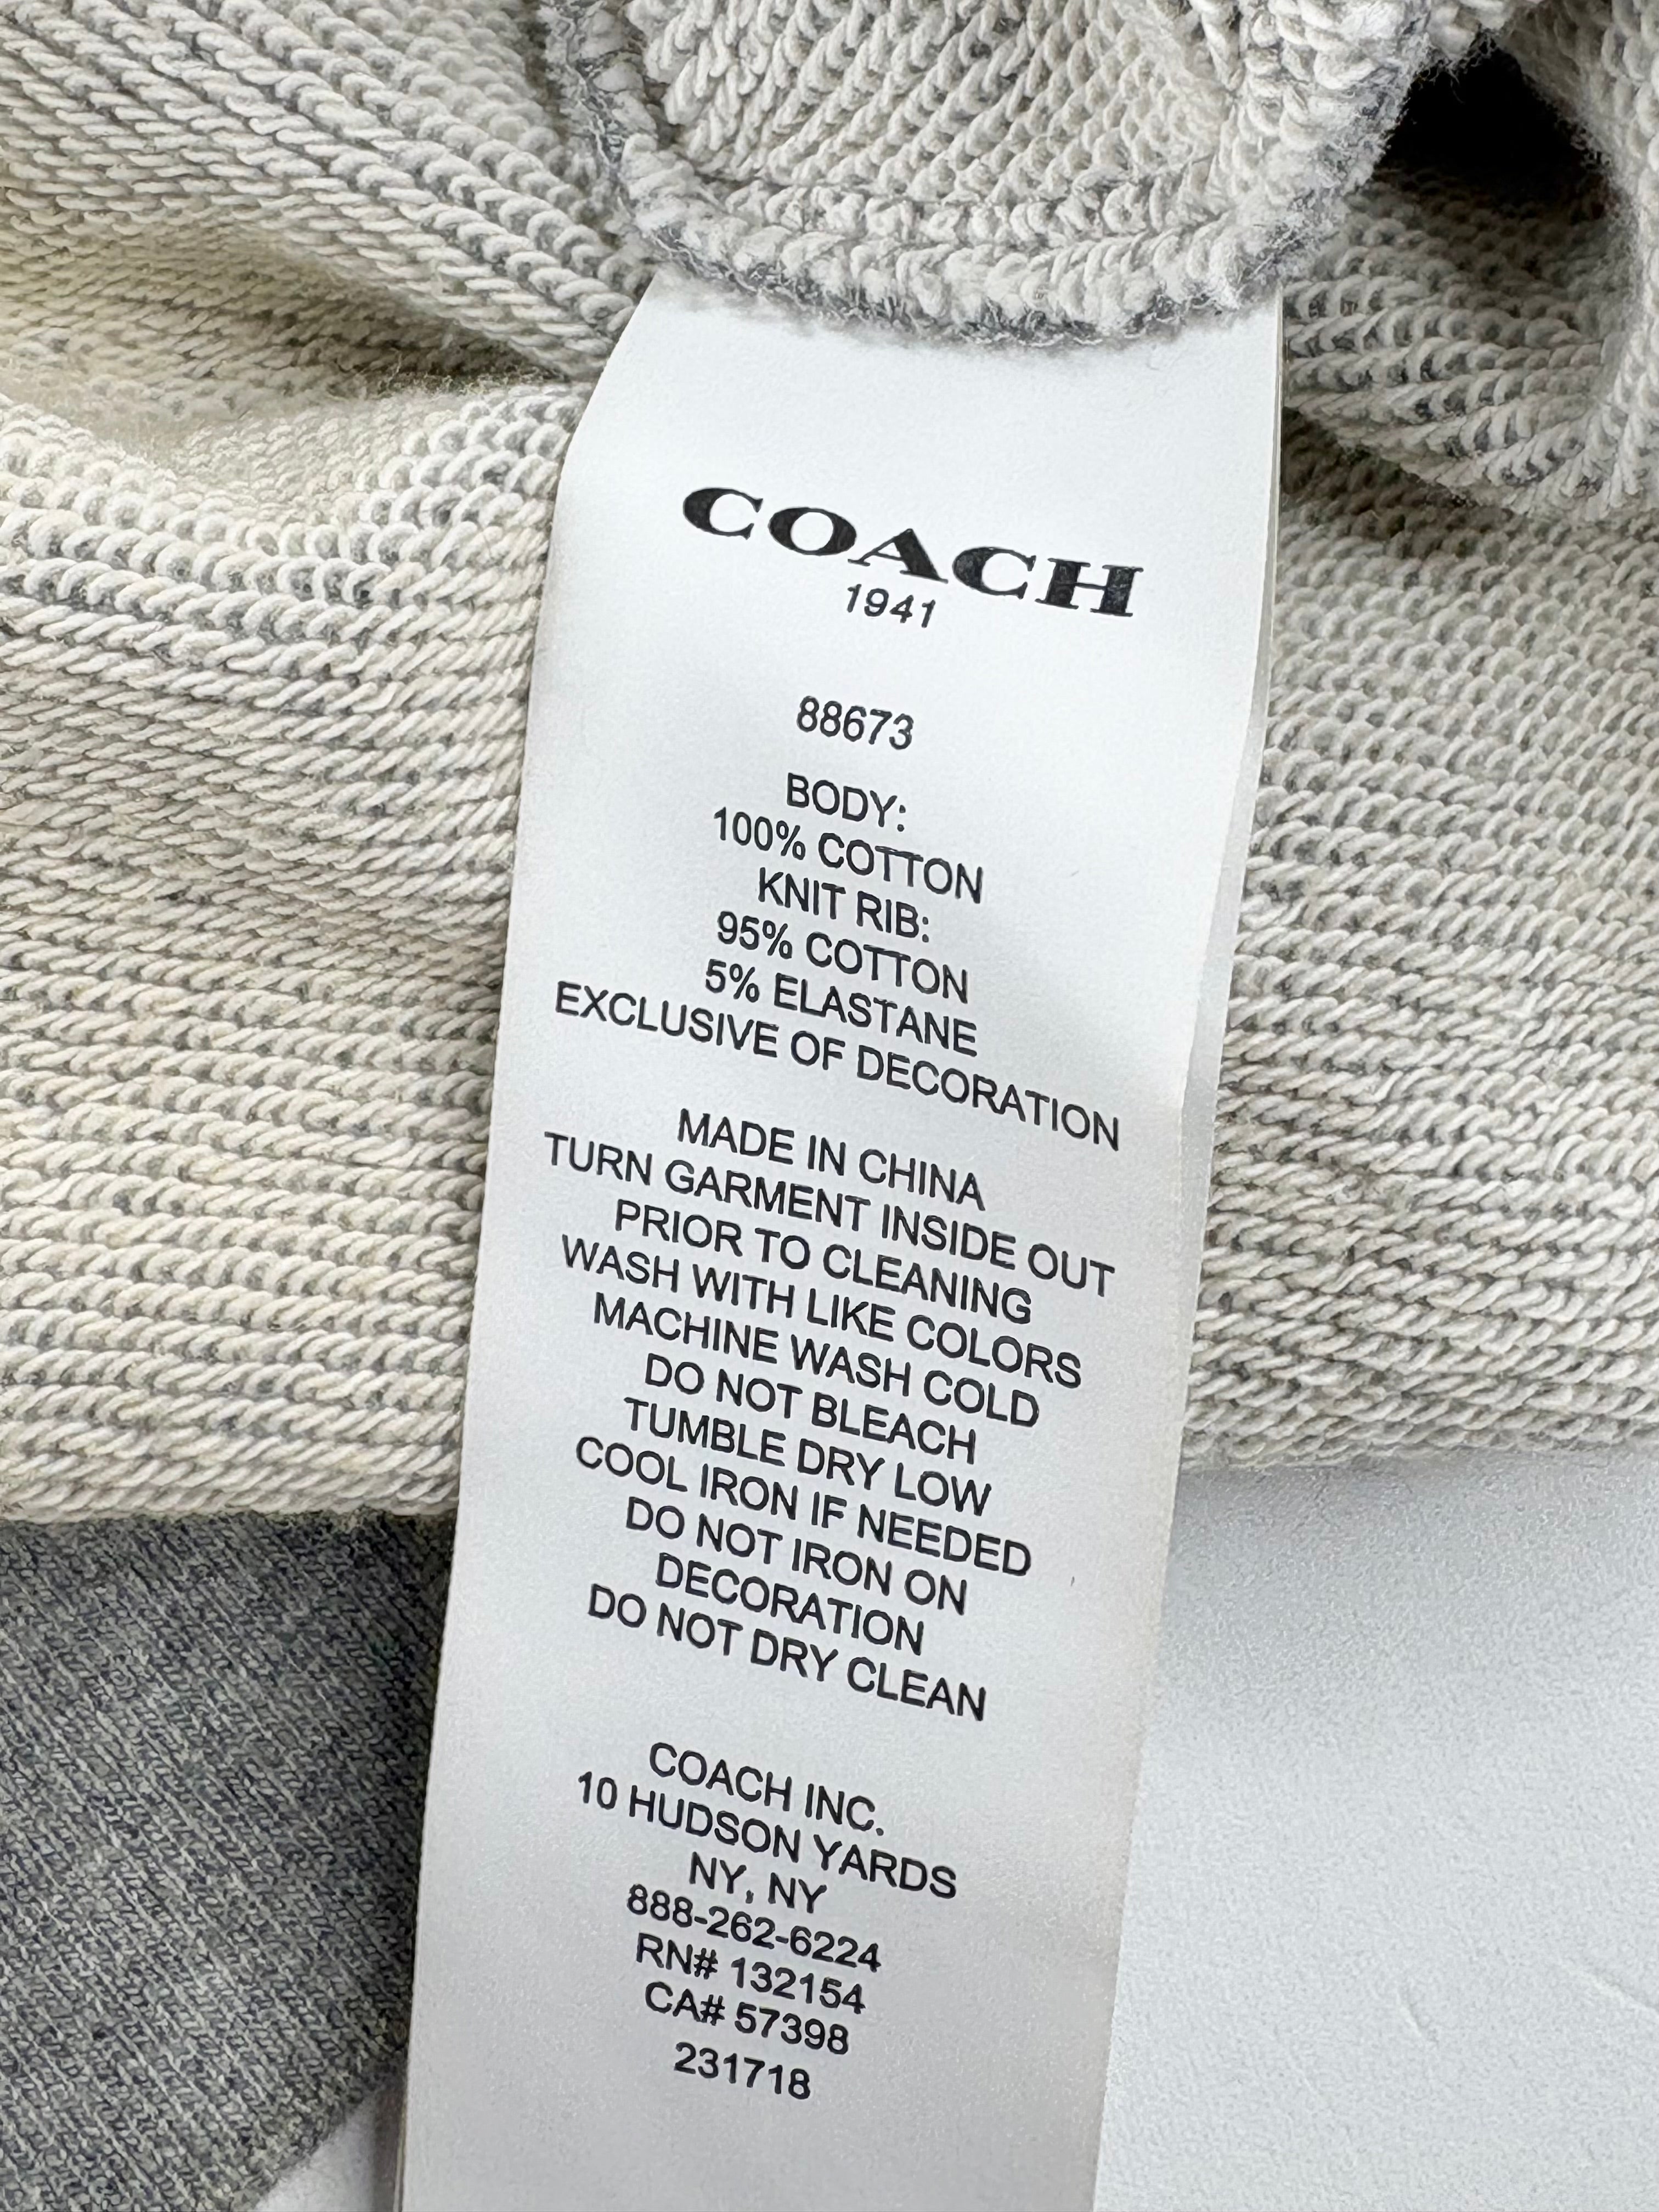 COACH
1941
88673
BODY:
100% COTTON
KNIT RIB:
95% COTTON
5% ELASTANE
EXCLUSIVE OF DECORATION
MADE IN CHINA
TURN GARMENT INSIDE OUT
PRIOR TO CLEANING
WASH WITH LIKE COLORS
MACHINE WASH COLD
DO NOT BLEACH
TUMBLE DRY LOW
COOL IRON IF NEEDED
DO NOT IRON ON
DECORATION
DO NOT DRY CLEAN
COACH INC.
10 HUDSON YARDS
NY, NY
888-262-6224
RN# 132154
CA# 57398
231718